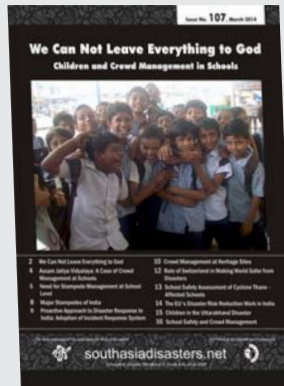 Issue No. 107, March 2014
We Can Not Leave Everything to God
Children and Crowd Management in Schools
2 We Can Not Leave Everything to God
4 Assam Jatiya Vidyalaya: A Case of Crowd
Management at Schools
5 Need for Stampede Management at School
Level
8 Major Stampedes of India
9 Proactive Approach to Disaster Response in
India: Adoption of Incident Response System
10 Crowd Management at Heritage Sites
12 Role of Switzerland in Making World Safer from
Disasters
13 School Safety Assessment of Cyclone Thane -
Affected Schools
14 The EU's Disaster Risk Reduction Work in India
15 Children in the Uttarakhand Disaster
16 School Safety and Crowd Management
southasiadisasters.net